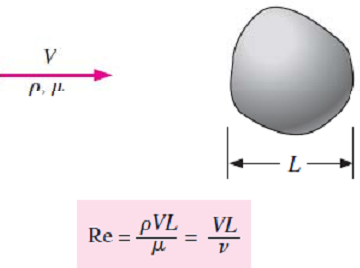 V
ρ, μ
L
Re = ρVL/μ = VL/ν